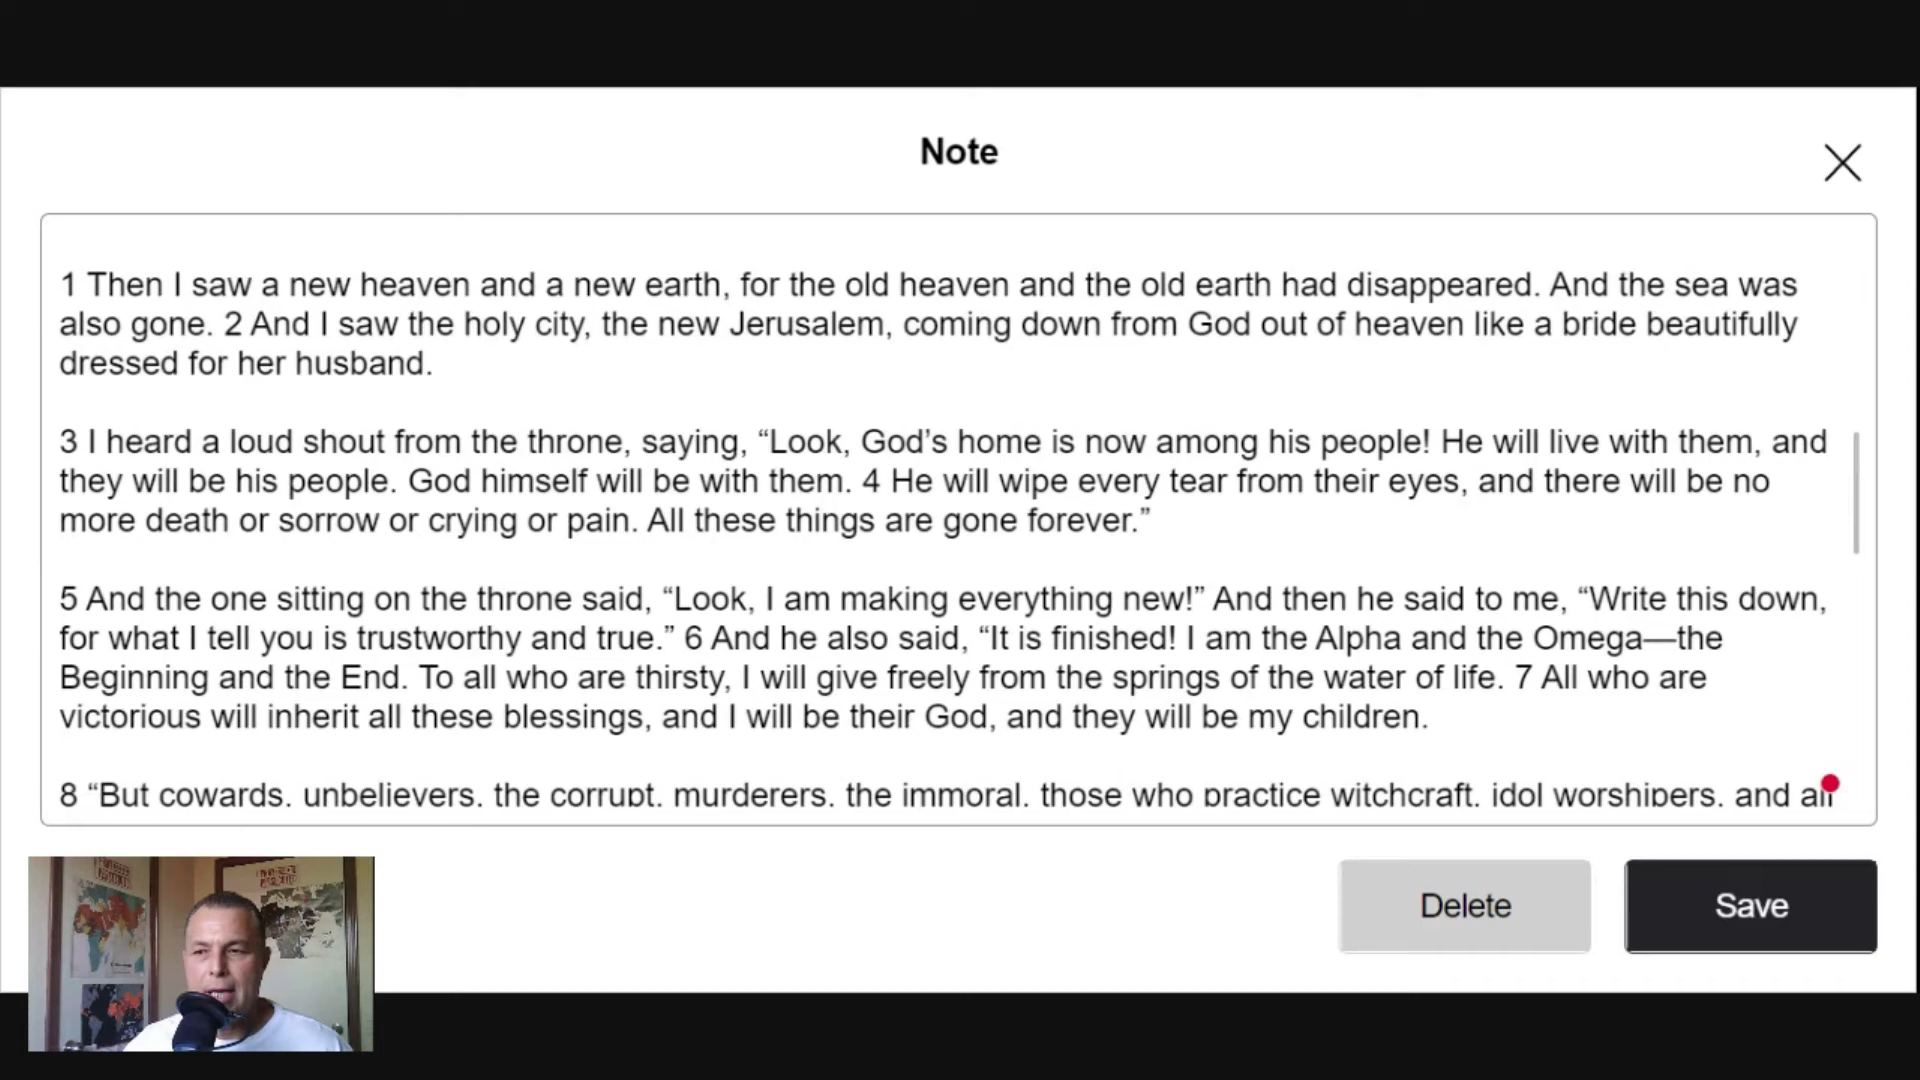 Note
1 Then I saw a new heaven and a new earth, for the old heaven and the old earth had disappeared. And the sea was
also gone. 2 And I saw the holy city, the new Jerusalem, coming down from God out of heaven like a bride beautifully
dressed for her husband.
3 I heard a loud shout from the throne, saying, “Look, God’s home is now among his people! He will live with them, and
they will be his people. God himself will be with them. 4 He will wipe every tear from their eyes, and there will be no
more death or sorrow or crying or pain. All these things are gone forever.”
5 And the one sitting on the throne said, “Look, I am making everything new!” And then he said to me, “Write this down,
for what I tell you is trustworthy and true.” 6 And he also said, “It is finished! I am the Alpha and the Omega—the
Beginning and the End. To all who are thirsty, I will give freely from the springs of the water of life. 7 All who are
victorious will inherit all these blessings, and I will be their God, and they will be my children.
8 “But cowards, unbelievers, the corrupt, murderers, the immoral, those who practice witchcraft, idol worshipers, and all
Delete
Save